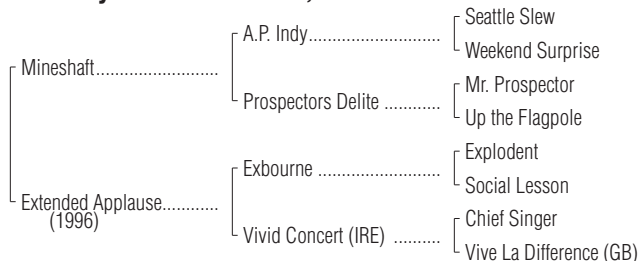 Seattle Slew
A.P. Indy..............................
Weekend Surprise
Mineshaft............................
Mr. Prospector
Prospectors Delite .............
Up the Flagpole
Explodent
Exbourne ............................
Social Lesson
Extended Applause.............
(1996)
Chief Singer
Vivid Concert (IRE) ..........
Vive La Difference (GB)